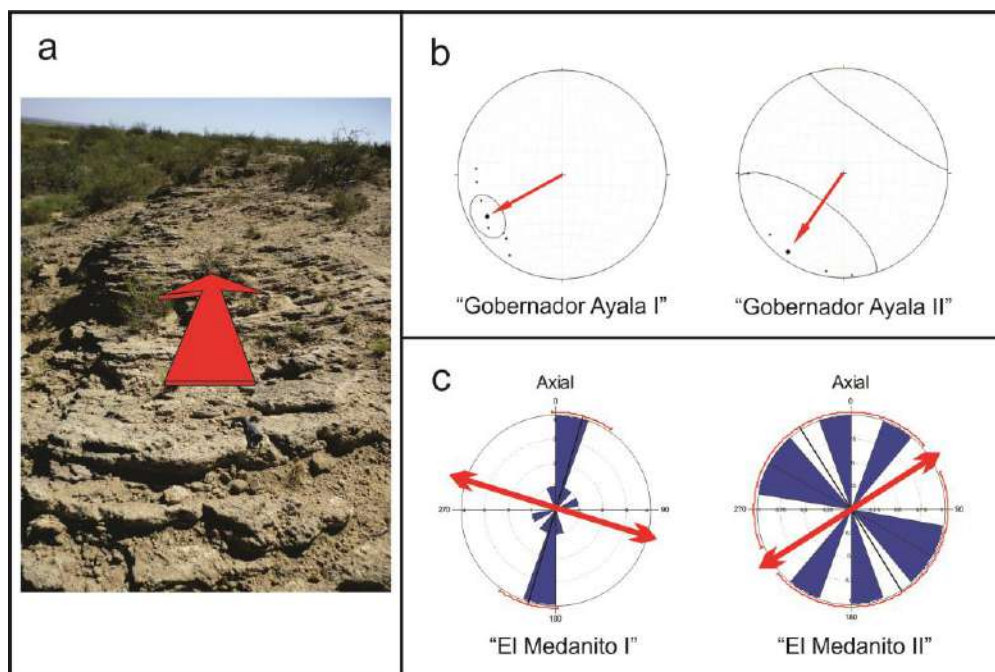 a
b
"Gobernador Ayala I"
"Gobernador Ayala II"
c
Axial
0
270
90
180
"El Medanito I"
Axial
0
270
90
180
"El Medanito II"